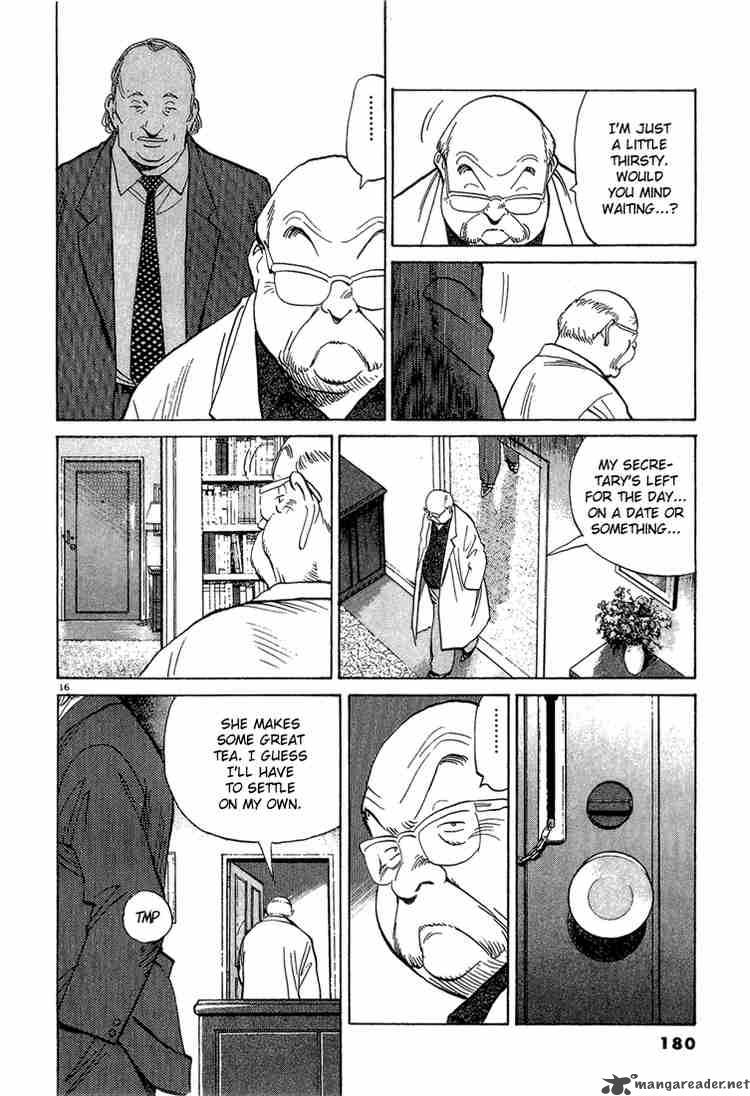 ........
I'M JUST
A LITTLE
THIRSTY.
WOULD
YOU MIND
WAITING...?
MY SECRE-
TARY'S LEFT
FOR THE DAY...
ON A DATE OR
SOMETHING...
16
SHE MAKES
SOME GREAT
TEA. I GUESS
I'LL HAVE
TO SETTLE
ON MY OWN.
TMP
........
180
mangareader.net